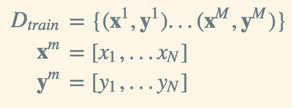 D_train = {(x^1, y^1)…(x^M, y^M)}
x^m = [x_1, … x_N]
y^m = [y_1, … y_N]